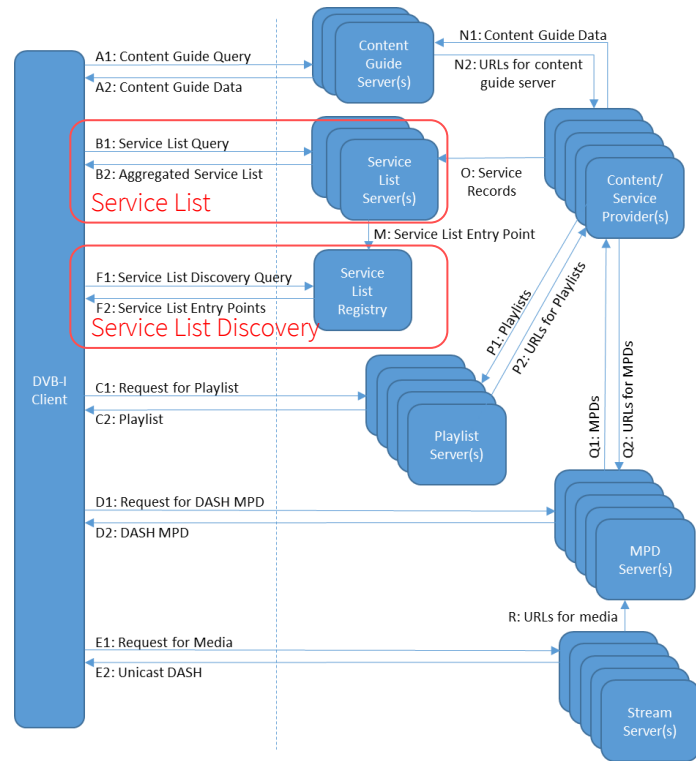 N1: Content Guide Data
A1: Content Guide Query
A2: Content Guide Data
Content
Guide
Server(s)
N2: URLs for content
guide server
B1: Service List Query
B2: Aggregated Service List
Service List
Service
List
Server(s)
O: Service
Records
Content/
Service
Provider(s)
M: Service List Entry Point
F1: Service List Discovery Query
F2: Service List Entry Points
Service List Discovery
Service
List
Registry
P1: Playlists
P2: URLs for Playlists
DVB-I
Client
C1: Request for Playlist
C2: Playlist
Playlist
Server(s)
Q1: MPDs
Q2: URLs for MPDs
D1: Request for DASH MPD
D2: DASH MPD
MPD
Server(s)
R: URLs for media
E1: Request for Media
E2: Unicast DASH
Stream
Server(s)